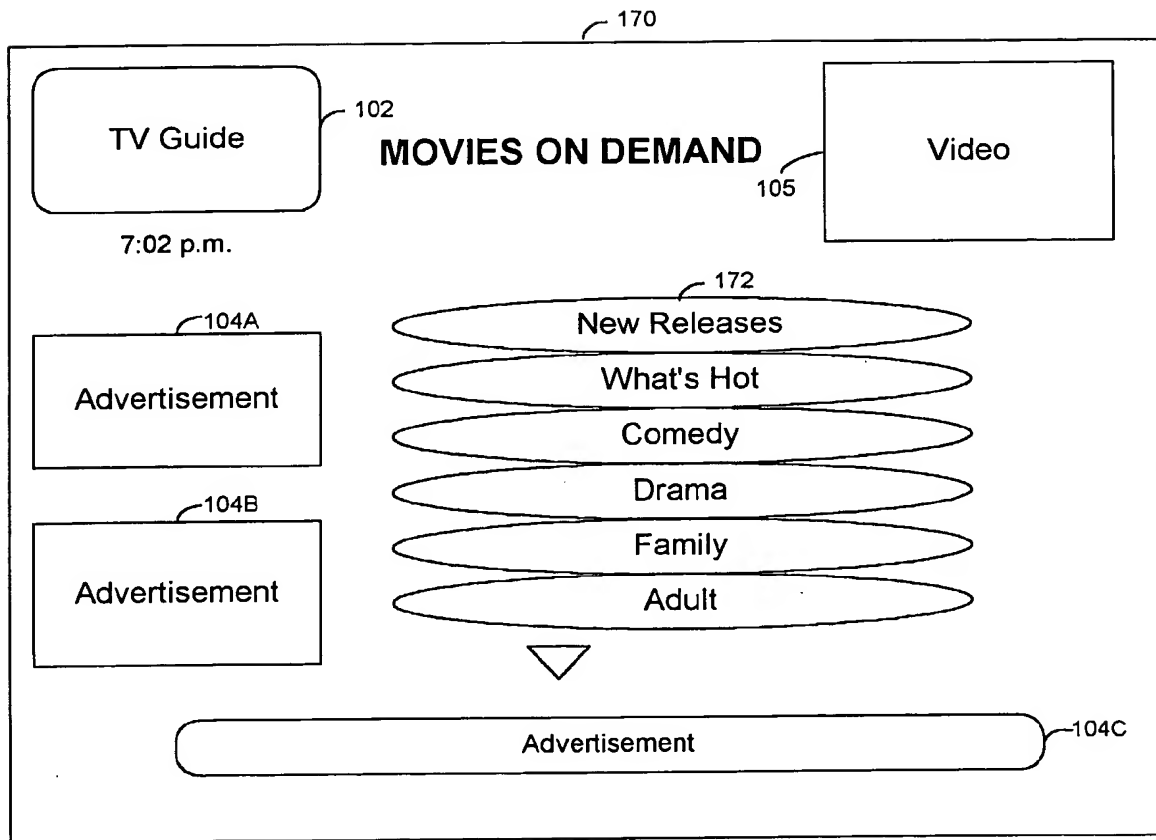 170
TV Guide
102
MOVIES ON DEMAND
Video
105
7:02 p.m.
172
New Releases
104A
Advertisement
What's Hot
Comedy
Drama
104B
Advertisement
Family
Adult
Advertisement
104C